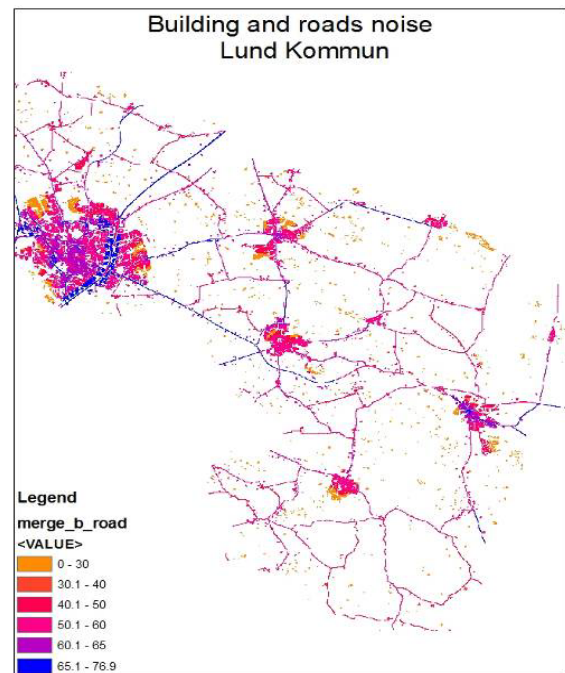 Building and roads noise
Lund Kommun
Legend
merge_b_road
<VALUE>
0 - 30
30.1 - 40
40.1 - 50
50.1 - 60
60.1 - 65
65.1 - 76.9